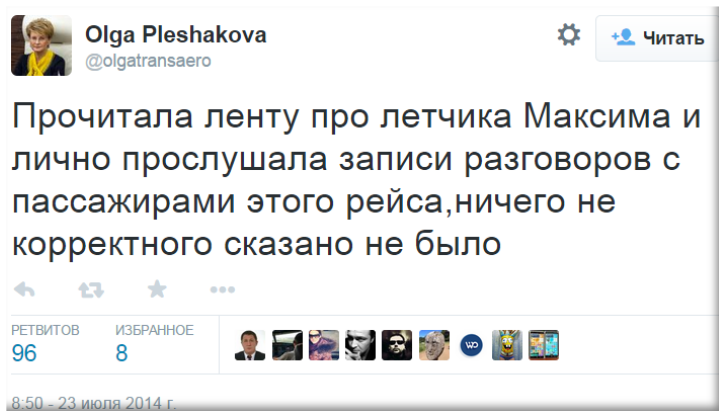 Olga Pleshakova
@olgatransaero
Читать
Прочитала ленту про летчика Максима и
лично прослушала записи разговоров с
пассажирами этого рейса,ничего не
корректного сказано не было
РЕТВИТОВ ИЗБРАННОЕ
96 8
8:50 - 23 июля 2014 г.